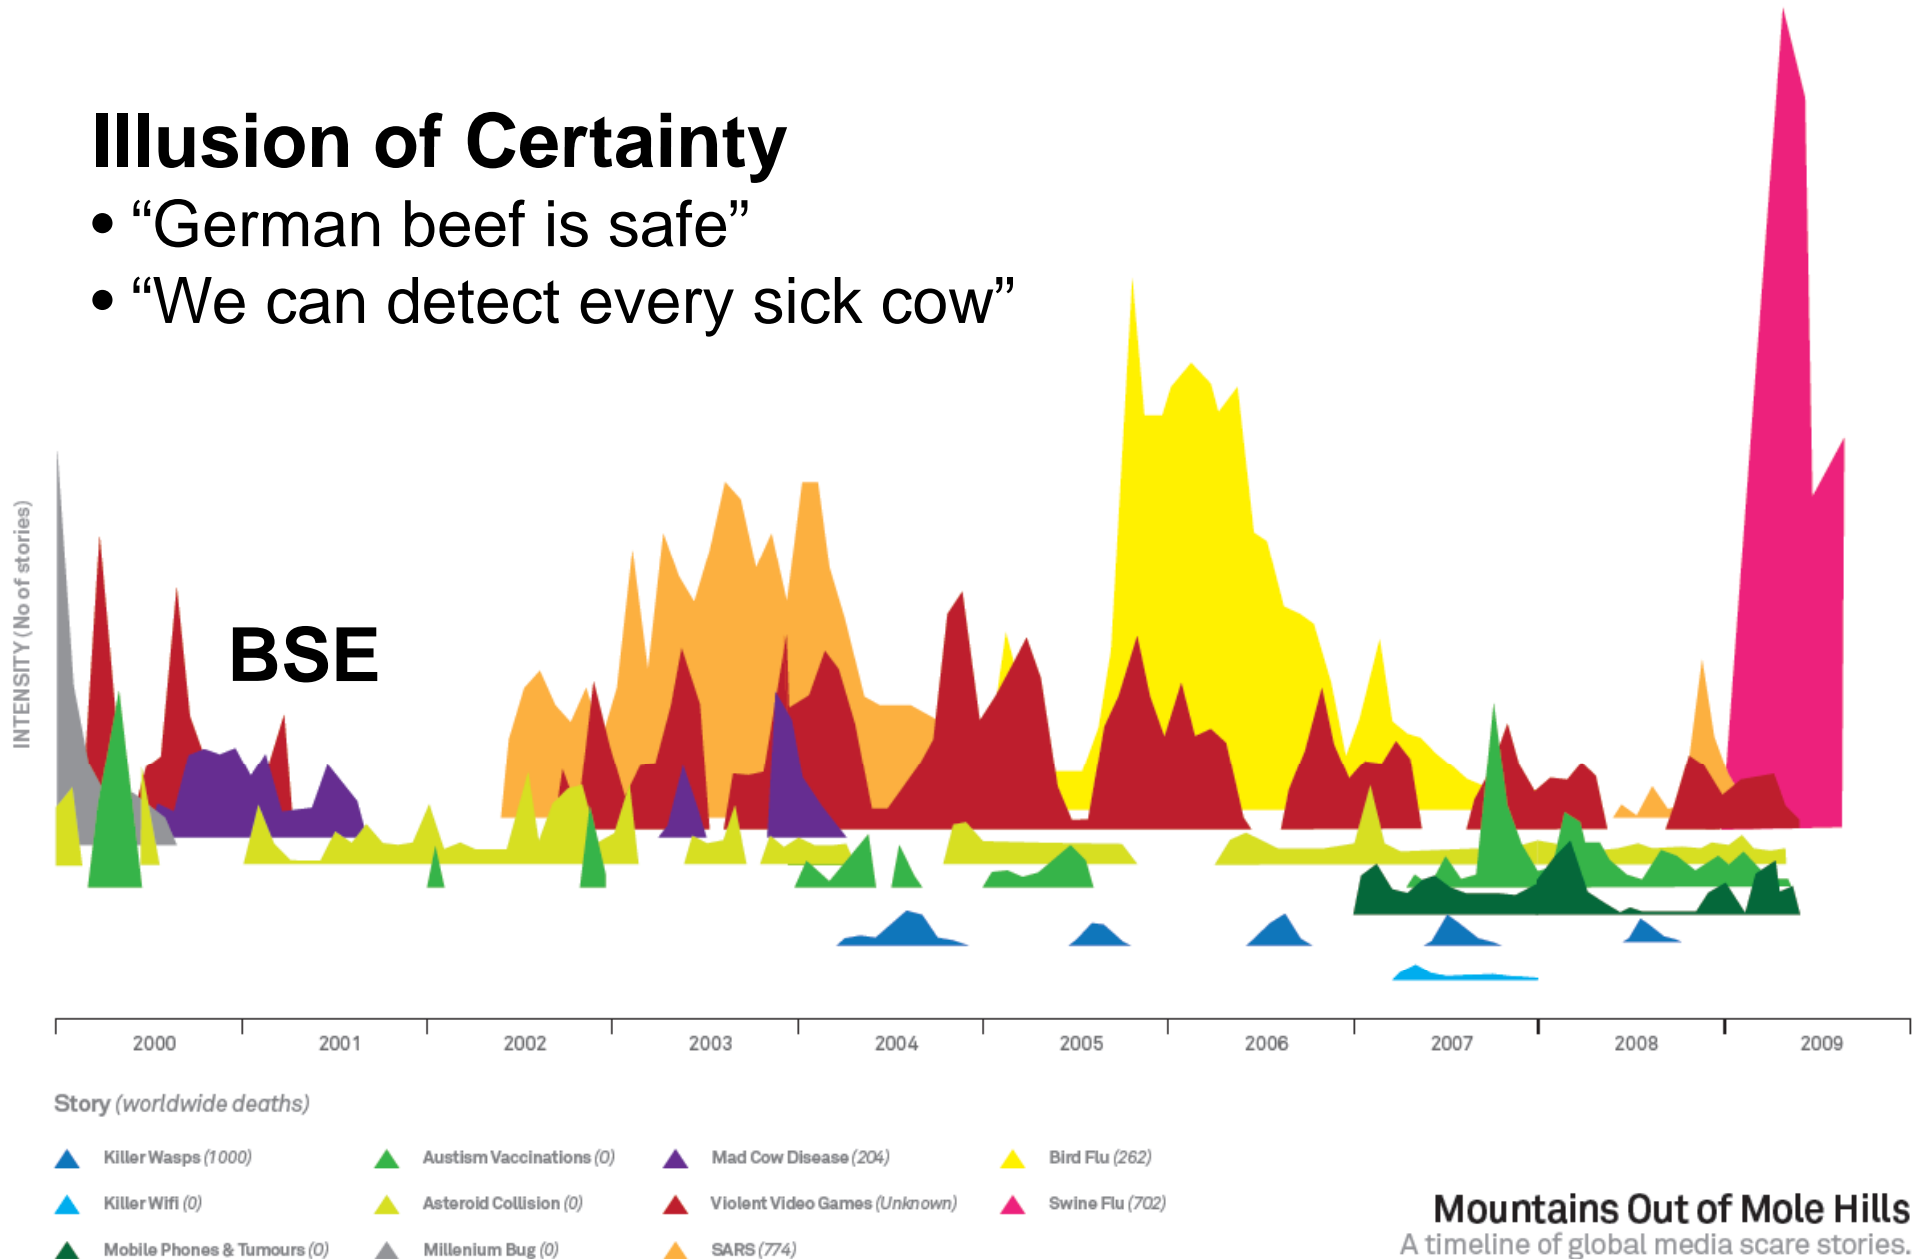 Illusion of Certainty
• “German beef is safe”
• “We can detect every sick cow”
BSE
INTENSITY (No of stories)
2000 2001 2002 2003 2004 2005 2006 2007 2008 2009
Story (worldwide deaths)
Killer Wasps (1000) Austism Vaccinations (0) Mad Cow Disease (204) Bird Flu (262)
Killer Wifi (0) Asteroid Collision (0) Violent Video Games (Unknown) Swine Flu (702)
Mobile Phones & Tumours (0) Millenium Bug (0) SARS (774)
Mountains Out of Mole Hills
A timeline of global media scare stories.